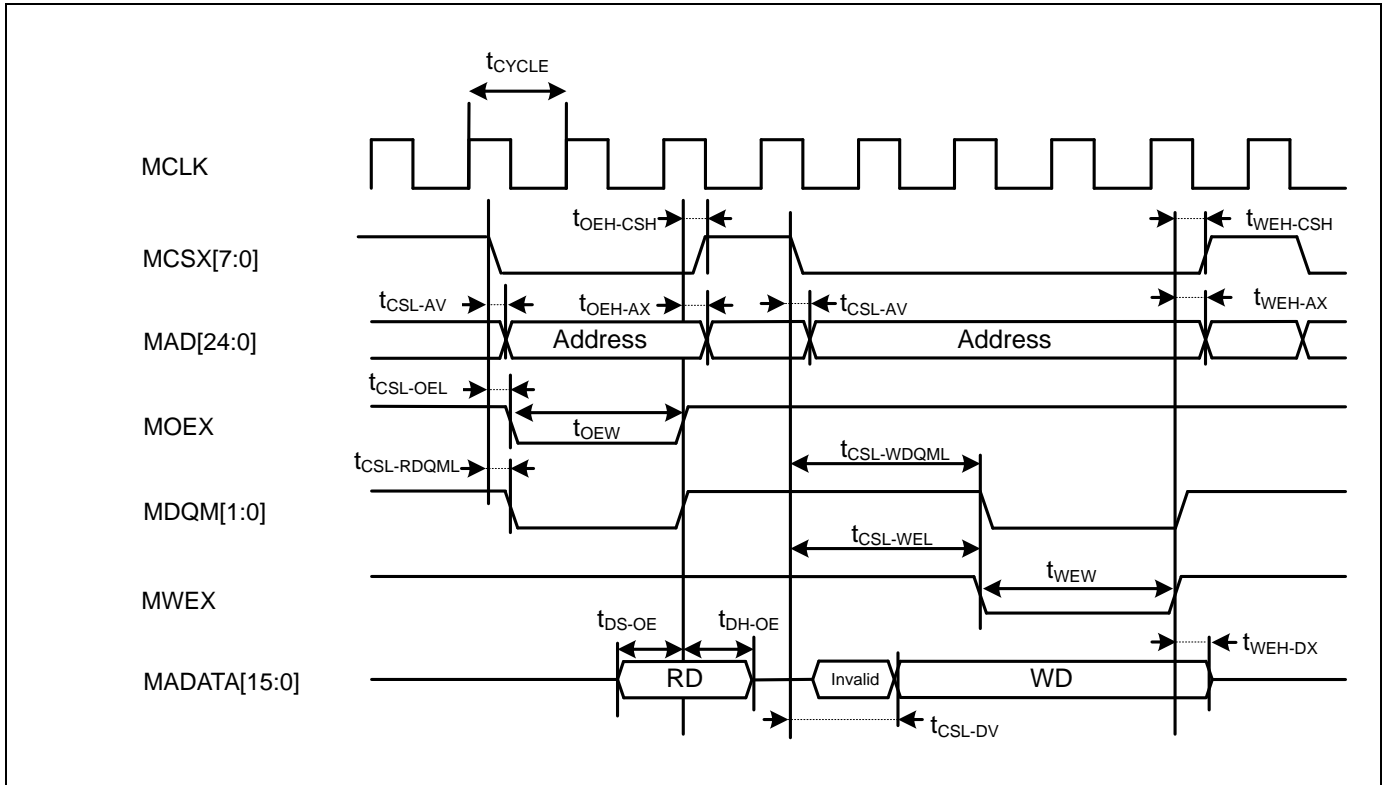 tCYCLE
MCLK
tOEH-CSH
tWEH-CSH
MCSX[7:0]
tCSL-AV
tOEH-AX
tCSL-AV
tWEH-AX
MAD[24:0]
Address
Address
tCSL-OEL
MOEX
tOEW
tCSL-WDQML
tCSL-RDQML
MDQM[1:0]
tCSL-WEL
tWEW
MWEX
tDS-OE
tDH-OE
tWEH-DX
MADATA[15:0]
RD
Invalid
WD
tCSL-DV